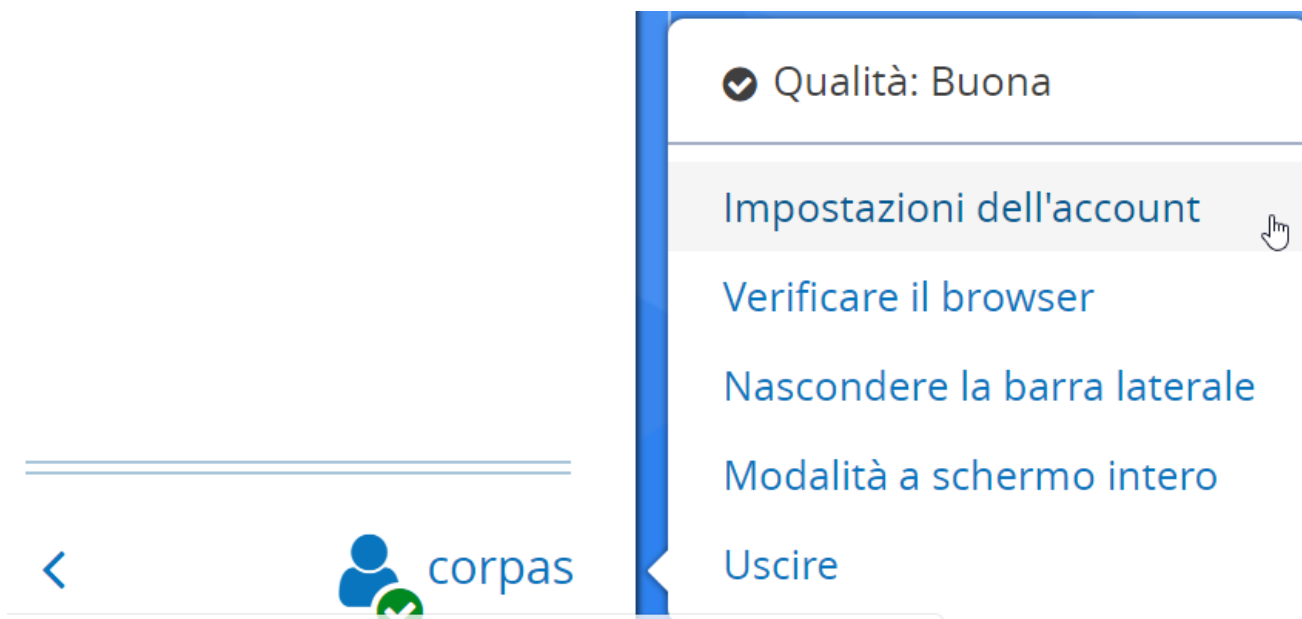 Qualità: Buona
Impostazioni dell'account
Verificare il browser
Nascondere la barra laterale
Modalità a schermo intero
Uscire
corpas